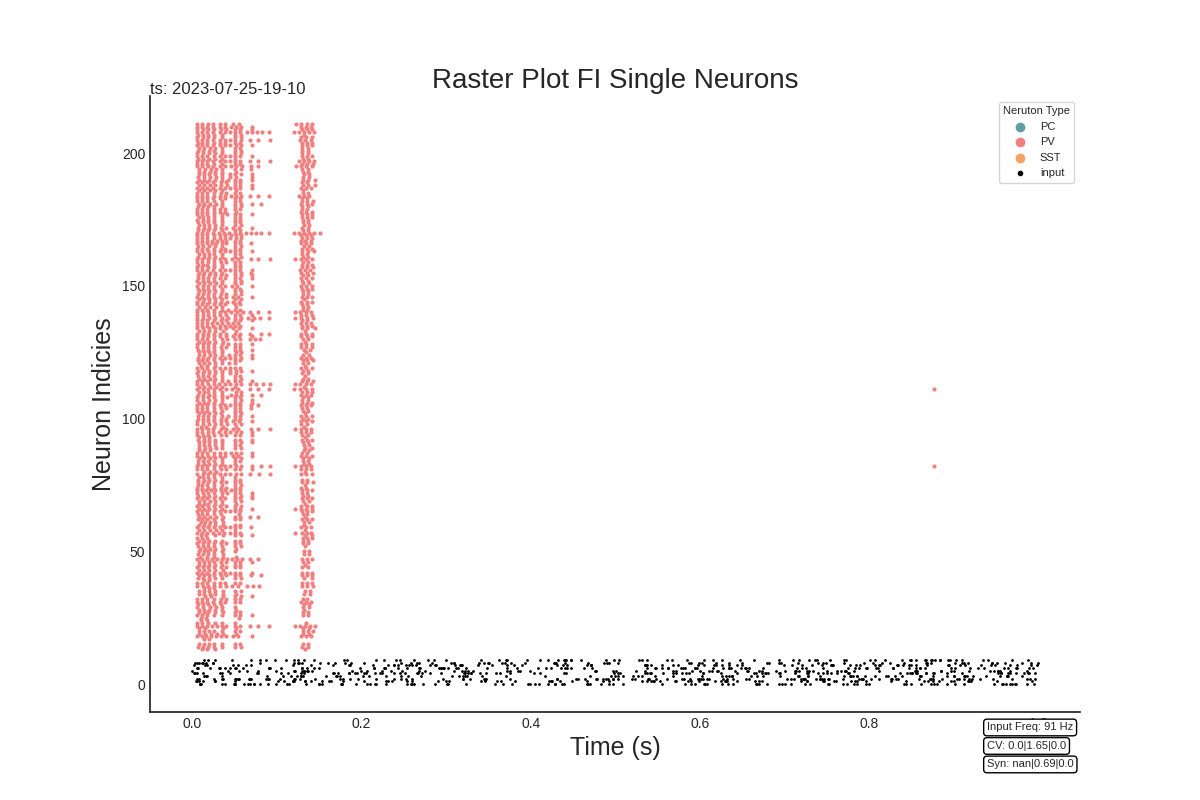 Raster Plot FI Single Neurons
ts: 2023-07-25-19-10
Neruton Type
PC
PV
SST
input
Neuron Indicies
200
150
100
50
0
0.0 0.2 0.4 0.6 0.8
Time (s)
Input Freq: 91 Hz
CV: 0.0|1.65|0.0
Syn: nan|0.69|0.0